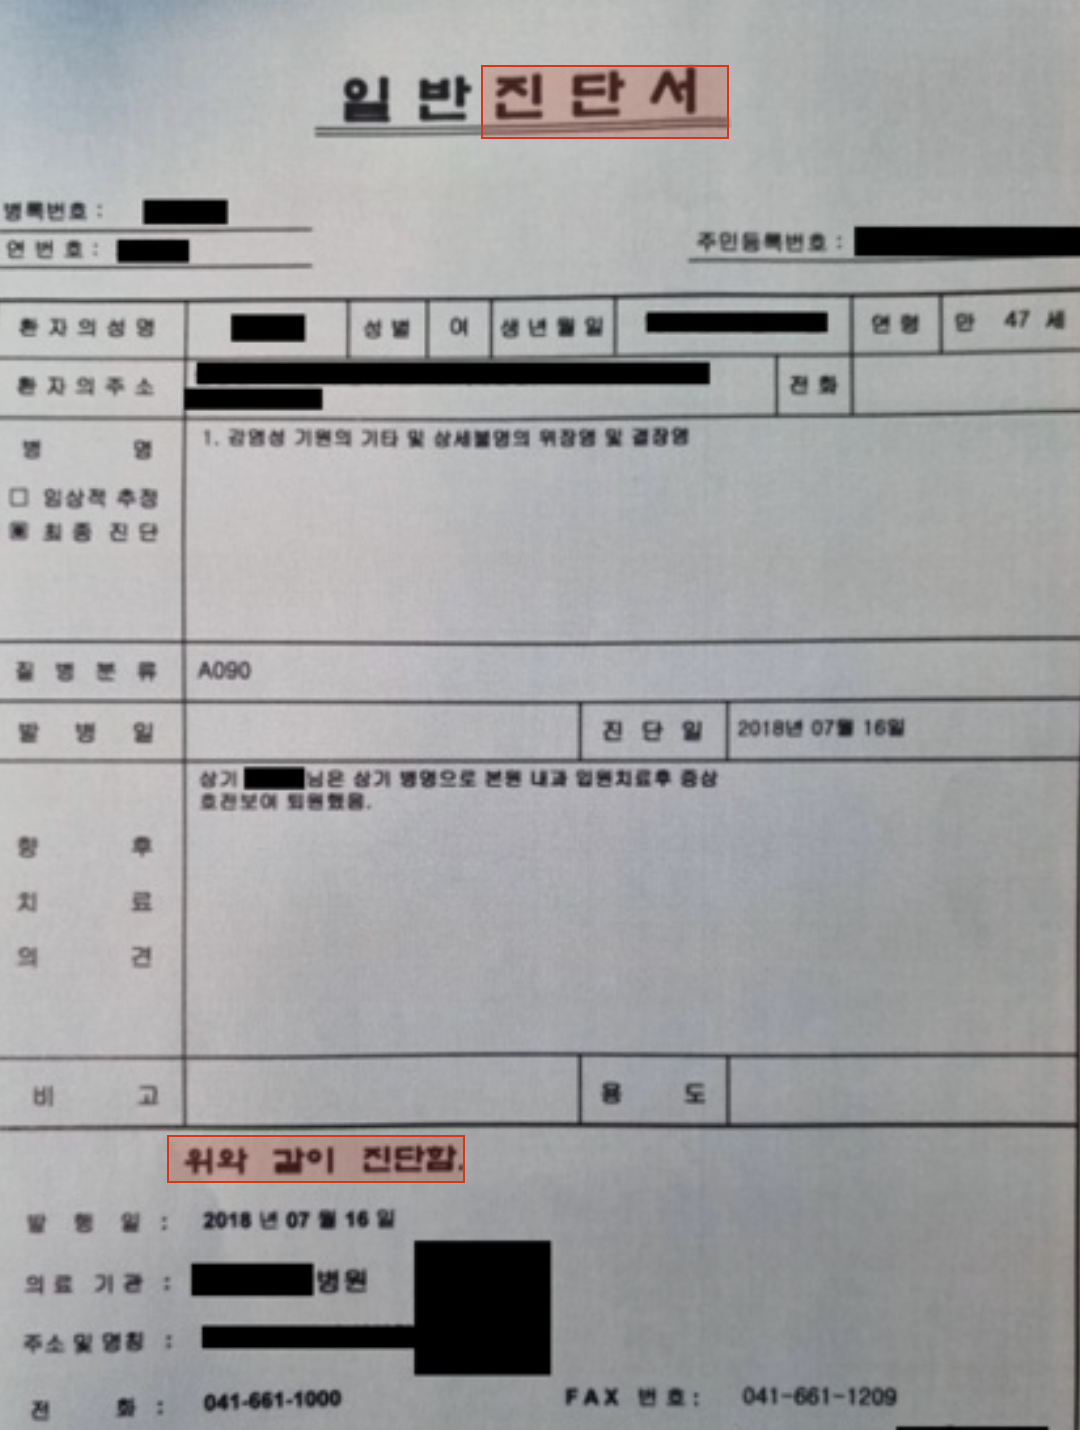 일반진단서
병록번호 :
연번호 :
주민등록번호 :
환자의성명 성별 여 생년월일 연령 만 47 세
환자의주소 전화
병명 1. 감염성 기원의 기타 및 상세불명의 위장염 및 결장염
□ 임상적 추정
▣ 최종 진단
질병분류 A090
발병일 진단일 2018년 07월 16일
상기 님은 상기 병명으로 본원 내과 입원치료후 증상
호전보여 퇴원했음.
향후
치료
의견
비고 용도
위와 같이 진단함.
발행일 : 2018 년 07 월 16 일
의료기관 : 병원
주소 및 명칭 :
전화 : 041-661-1000 FAX 번호 : 041-661-1209